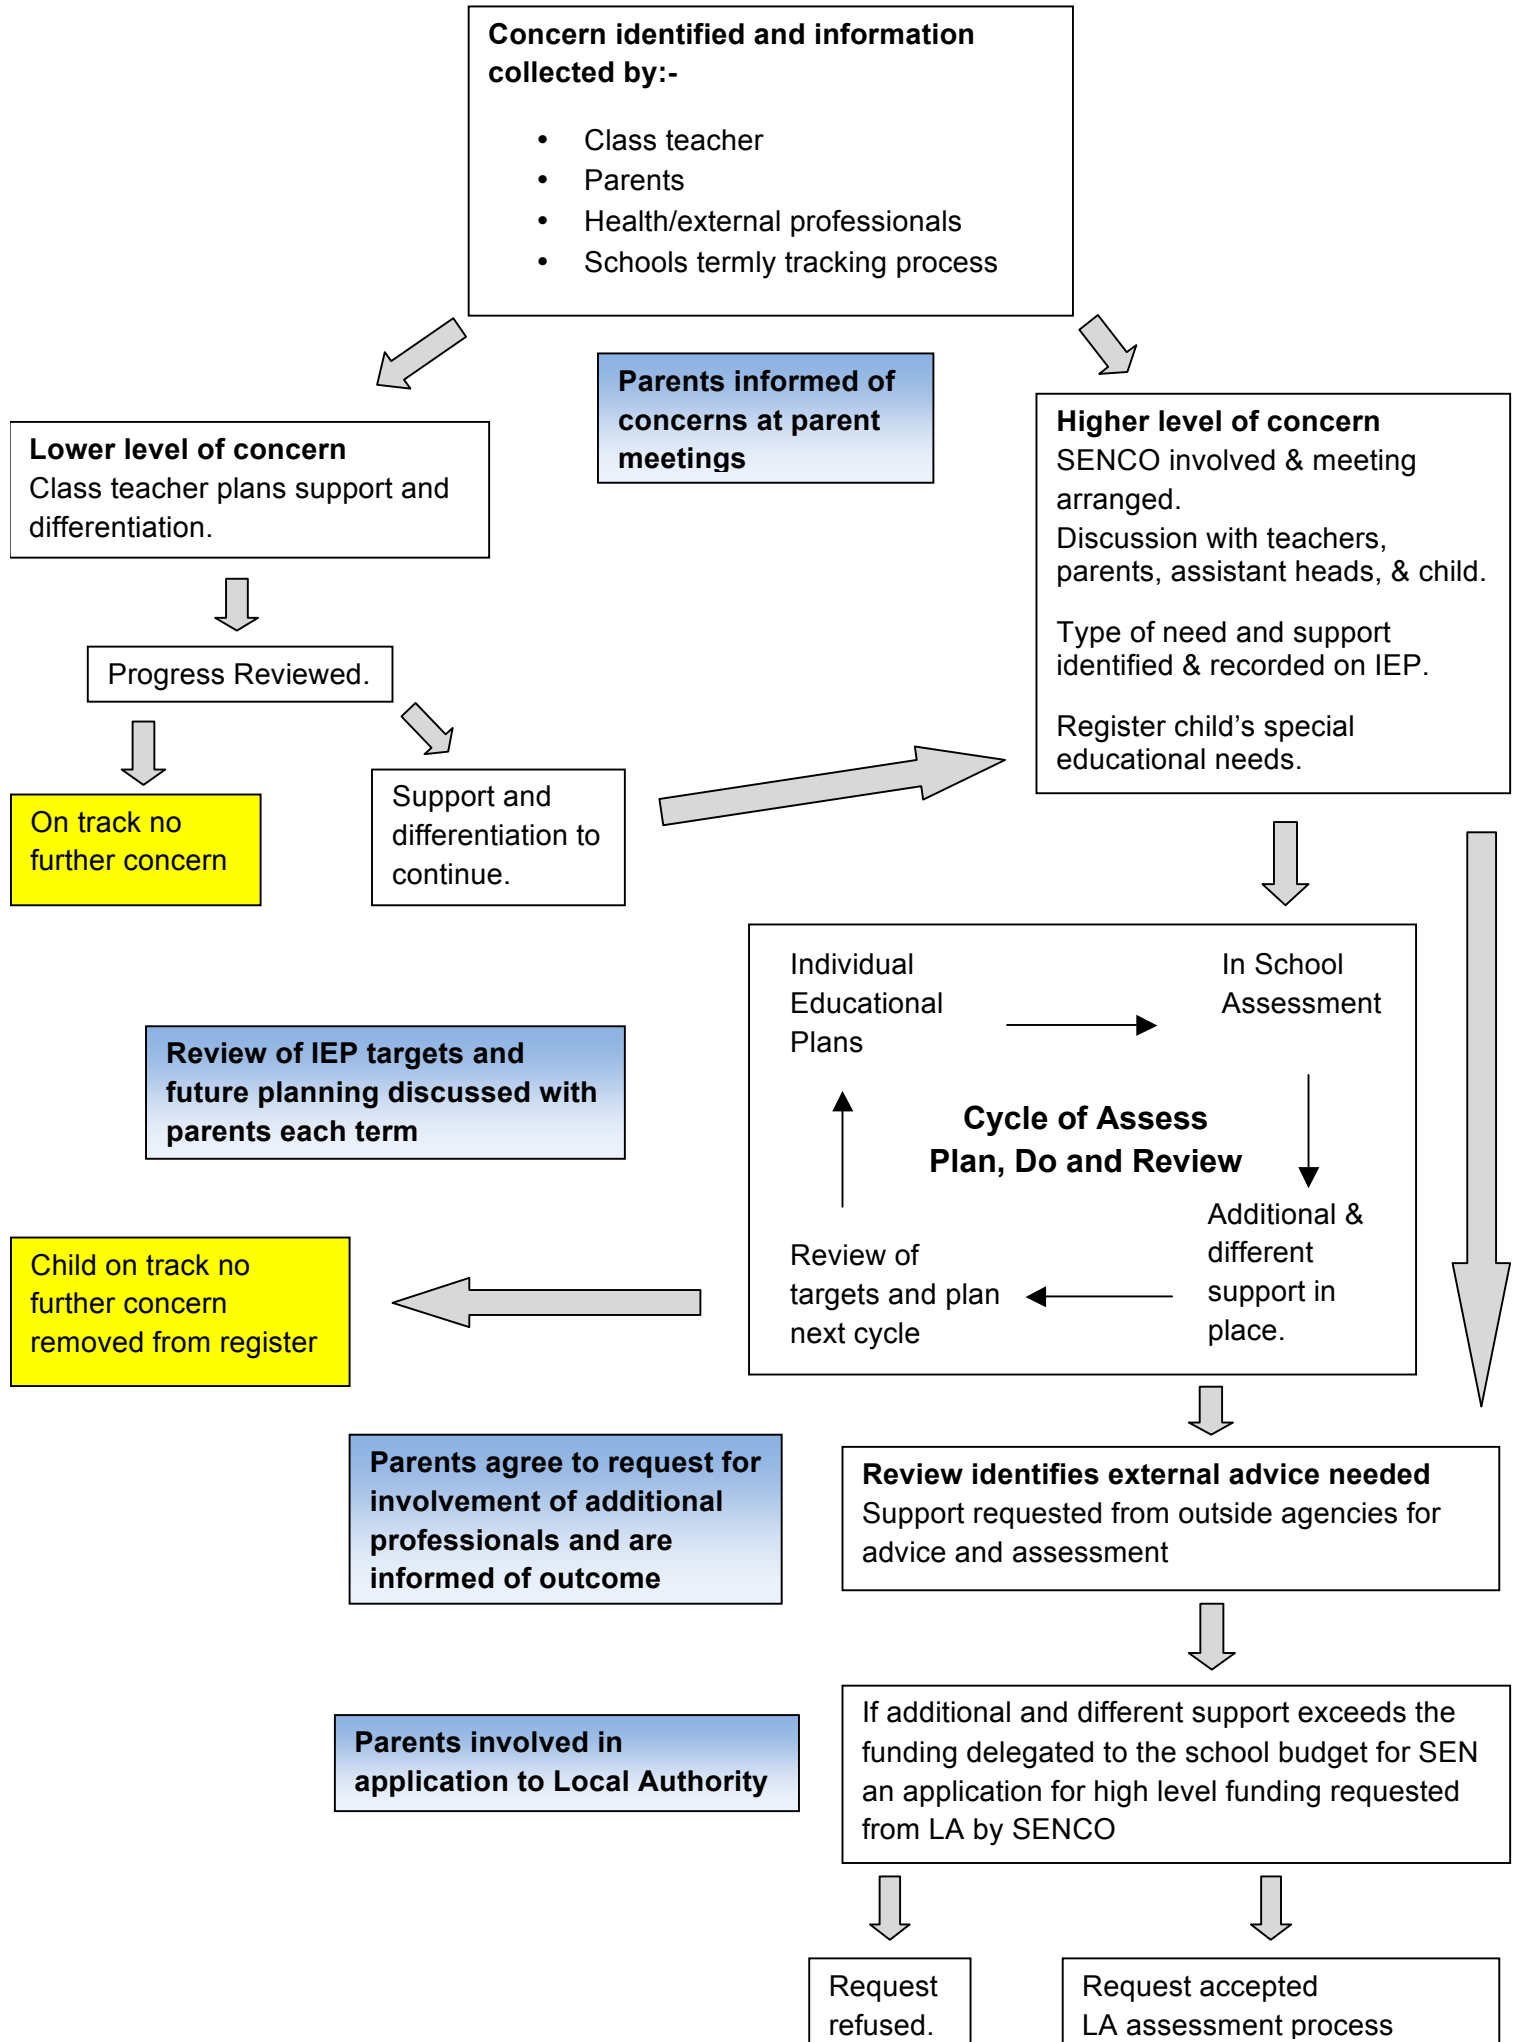 Concern identified and information
collected by:-
• Class teacher
• Parents
• Health/external professionals
• Schools termly tracking process
Parents informed of
concerns at parent
meetings
Lower level of concern
Class teacher plans support and
differentiation.
Higher level of concern
SENCO involved & meeting
arranged.
Discussion with teachers,
parents, assistant heads, & child.
Type of need and support
identified & recorded on IEP.
Register child’s special
educational needs.
Progress Reviewed.
On track no
further concern
Support and
differentiation to
continue.
Individual
Educational
Plans
In School
Assessment
Cycle of Assess
Plan, Do and Review
Additional &
different
support in
place.
Review of
targets and plan
next cycle
Review of IEP targets and
future planning discussed with
parents each term
Child on track no
further concern
removed from register
Parents agree to request for
involvement of additional
professionals and are
informed of outcome
Review identifies external advice needed
Support requested from outside agencies for
advice and assessment
Parents involved in
application to Local Authority
If additional and different support exceeds the
funding delegated to the school budget for SEN
an application for high level funding requested
from LA by SENCO
Request
refused.
Request accepted
LA assessment process